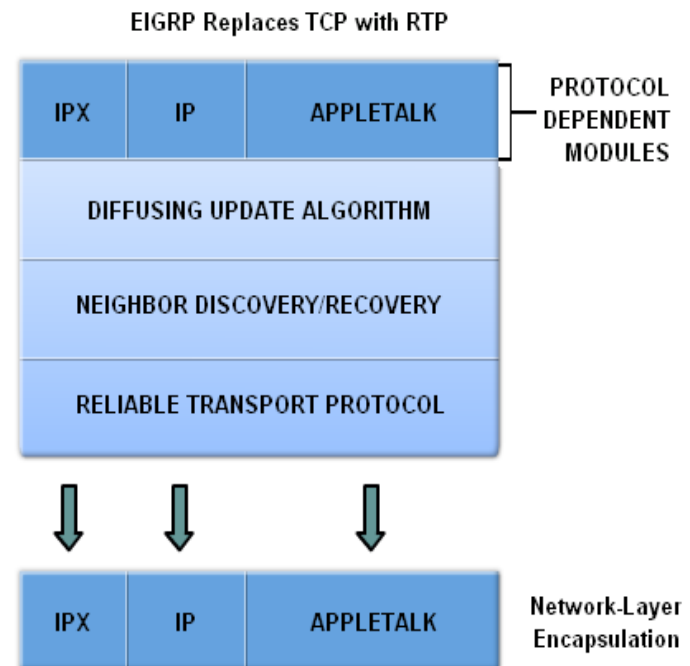 EIGRP Replaces TCP with RTP
IPX IP APPLETALK
PROTOCOL
DEPENDENT
MODULES
DIFFUSING UPDATE ALGORITHM
NEIGHBOR DISCOVERY/RECOVERY
RELIABLE TRANSPORT PROTOCOL
IPX IP APPLETALK
Network-Layer
Encapsulation